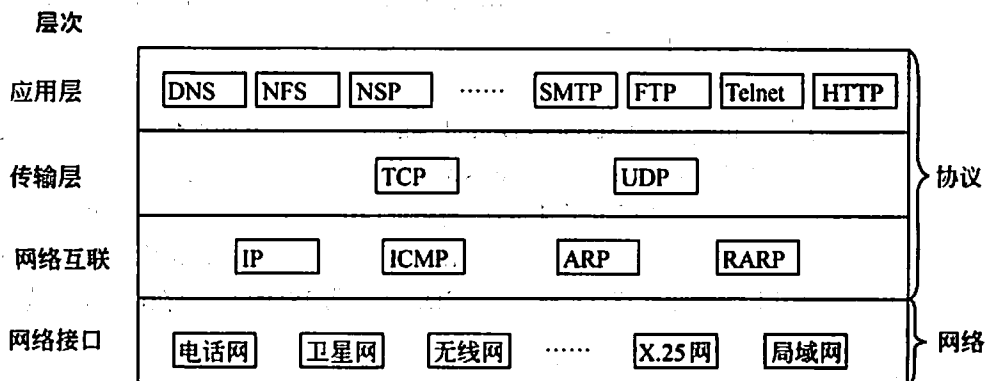 层次
应用层 DNS NFS NSP …… SMTP FTP Telnet HTTP
传输层 TCP UDP 协议
网络互联 IP ICMP ARP RARP
网络接口 电话网 卫星网 无线网 …… X.25网 局域网 网络